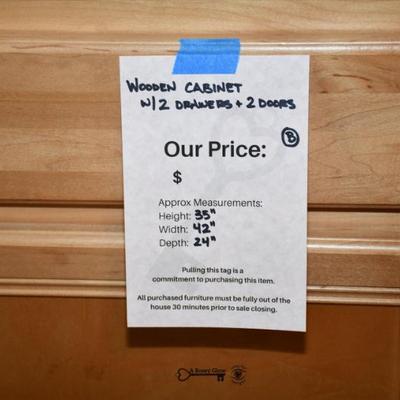 WOODEN CABINET
W/2 DRAWERS + 2 DOORS
B
Our Price:
$
Approx Measurements:
Height: 35"
Width: 42"
Depth: 24"
Pulling this tag is a
commitment to purchasing this item.
All purchased furniture must be fully out of the
house 30 minutes prior to sale closing.